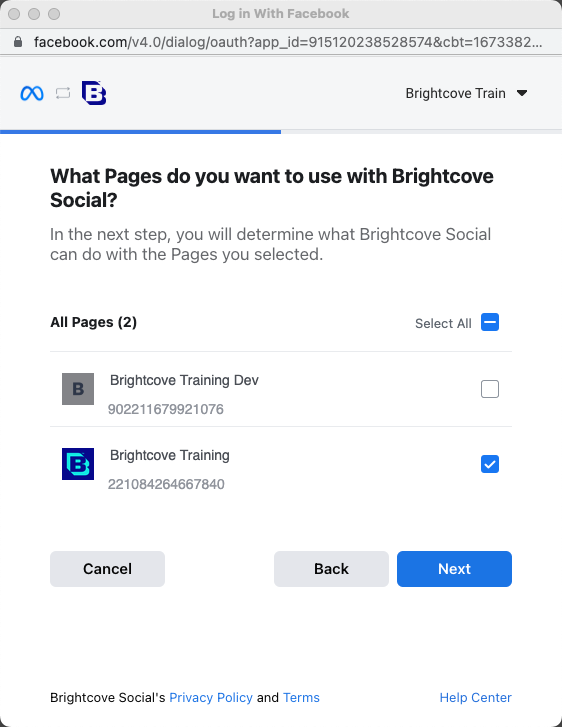 Log in With Facebook
facebook.com/v4.0/dialog/oauth?app_id=915120238528574&cbt=1673382...
B
Brightcove Train
What Pages do you want to use with Brightcove
Social?
In the next step, you will determine what Brightcove Social
can do with the Pages you selected.
All Pages (2)
Select All
B
Brightcove Training Dev
902211679921076
B
Brightcove Training
221084264667840
Cancel
Back
Next
Brightcove Social's Privacy Policy and Terms
Help Center